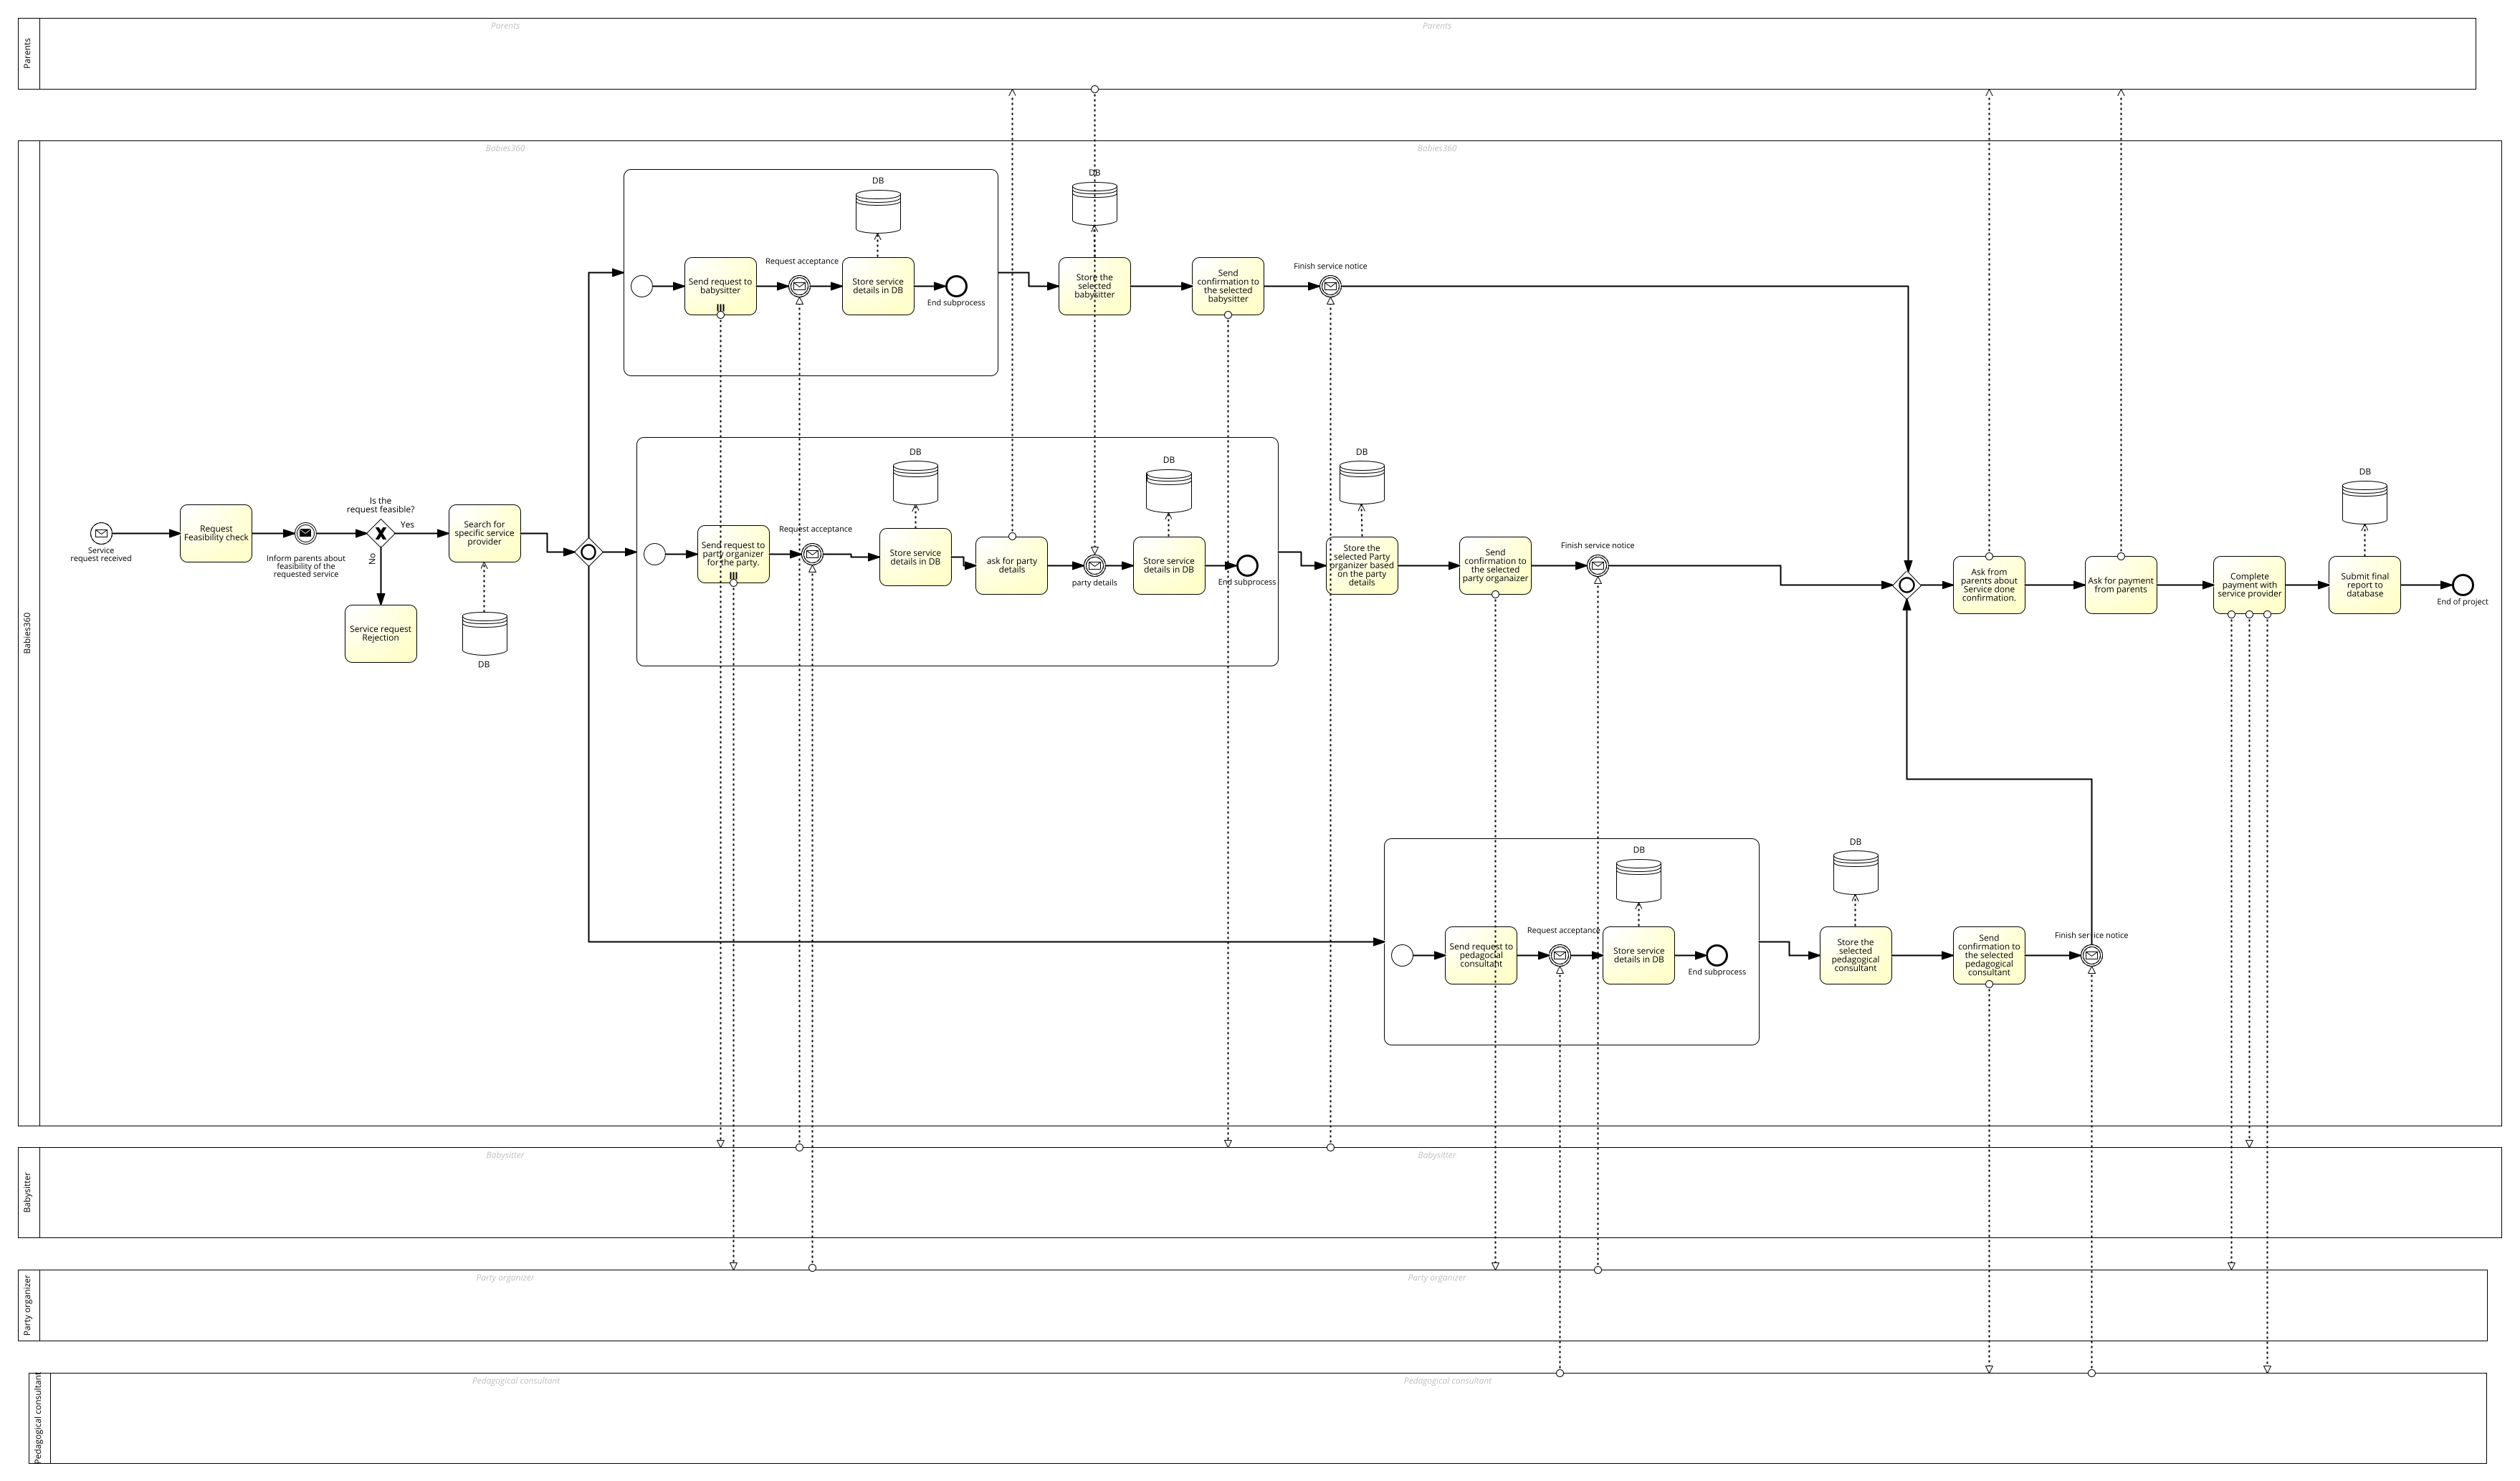 Parents
Parents
Parents
Babies360
Babies360
Babies360
DB
DB
Request acceptance
Send request to
babysitter
Store service
details in DB
End subprocess
Store the
selected
babysitter
Send
confirmation to
the selected
babysitter
Finish service notice
Service
request received
Request
Feasibility check
Inform parents about
feasibility of the
requested service
Is the
request feasible?
Yes
No
Service request
Rejection
Search for
specific service
provider
DB
DB
DB
Send request to
party organizer
for the party.
Request acceptance
Store service
details in DB
ask for party
details
party details
Store service
details in DB
End subprocess
DB
Store the
selected Party
organizer based
on the party
details
Send
confirmation to
the selected
party organaizer
Finish service notice
Ask from
parents about
Service done
confirmation.
Ask for payment
from parents
Complete
payment with
service provider
DB
Submit final
report to
database
End of project
DB
Send request to
pedagocial
consultant
Request acceptance
Store service
details in DB
End subprocess
DB
Store the
selected
pedagogical
consultant
Send
confirmation to
the selected
pedagogical
consultant
Finish service notice
Babysitter
Babysitter
Babysitter
Party organizer
Party organizer
Party organizer
Pedagogical consultant
Pedagogical consultant
Pedagogical consultant